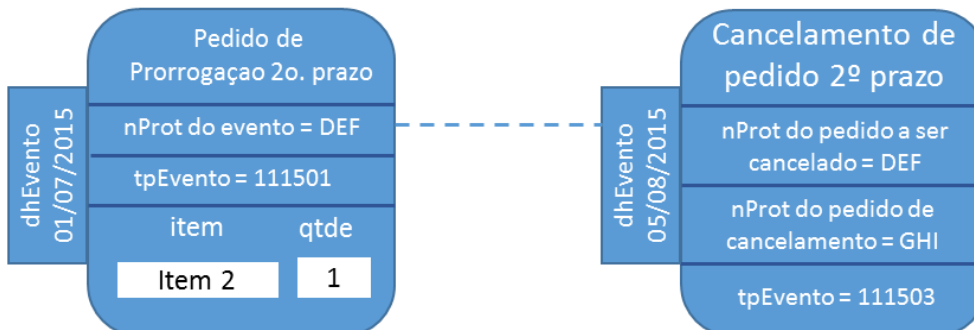 dhEvento
01/07/2015
Pedido de
Prorrogaçao 2o. prazo
nProt do evento = DEF
tpEvento = 111501
item qtde
Item 2 1
dhEvento
05/08/2015
Cancelamento de
pedido 2º prazo
nProt do pedido a ser
cancelado = DEF
nProt do pedido de
cancelamento = GHI
tpEvento = 111503